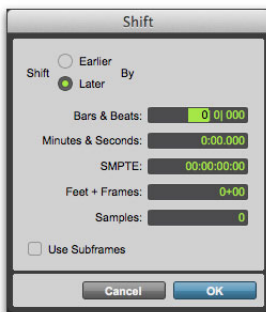 Shift
Earlier
Shift By
Later
Bars & Beats: 0| 0| 000
Minutes & Seconds: 0:00.000
SMPTE: 00:00:00:00
Feet + Frames: 0+00
Samples: 0
Use Subframes
Cancel OK